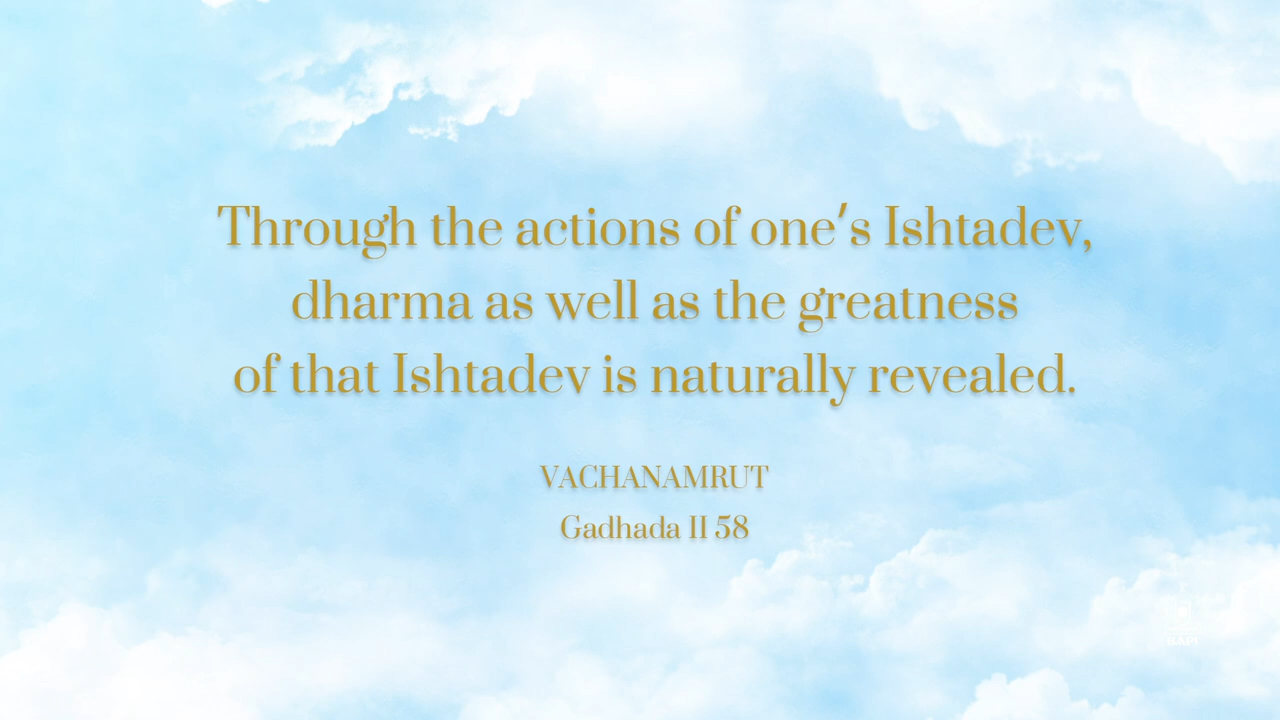 Through the actions of one's Ishtadev,
dharma as well as the greatness
of that Ishtadev is naturally revealed.
VACHANAMRUT
Gadhada II 58